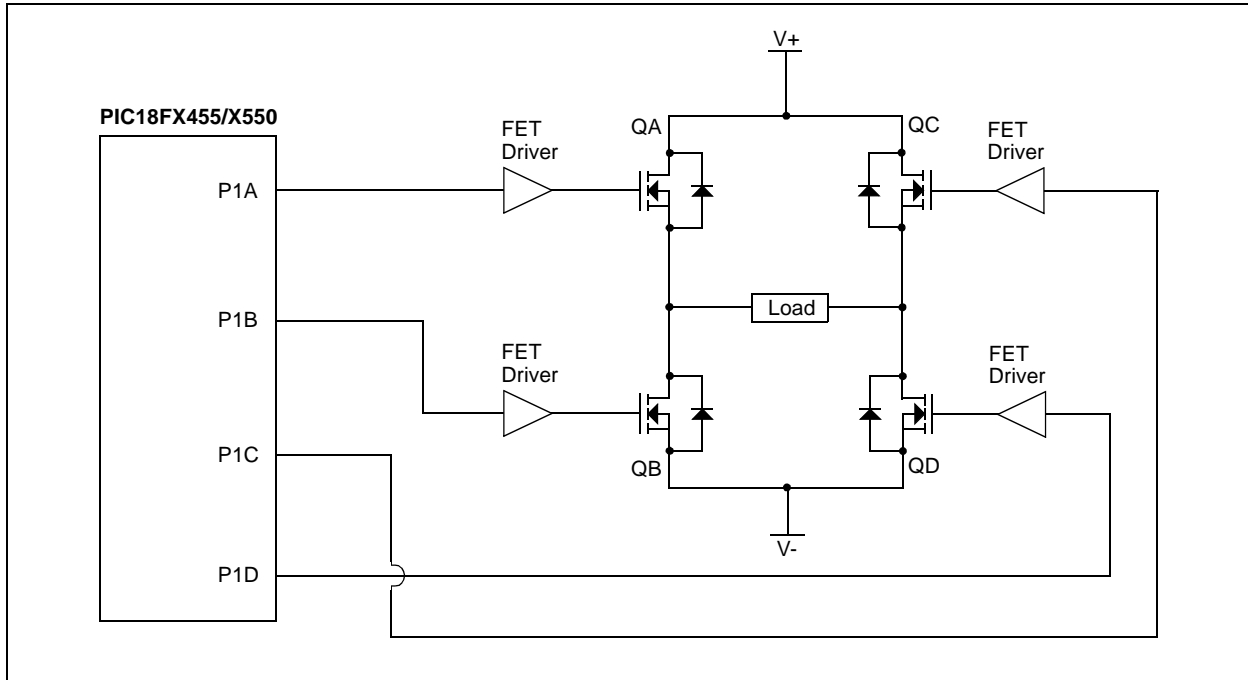 V+
PIC18FX455/X550
FET
Driver
QA
QC
FET
Driver
P1A
P1B
Load
FET
Driver
FET
Driver
P1C
QB
QD
V-
P1D